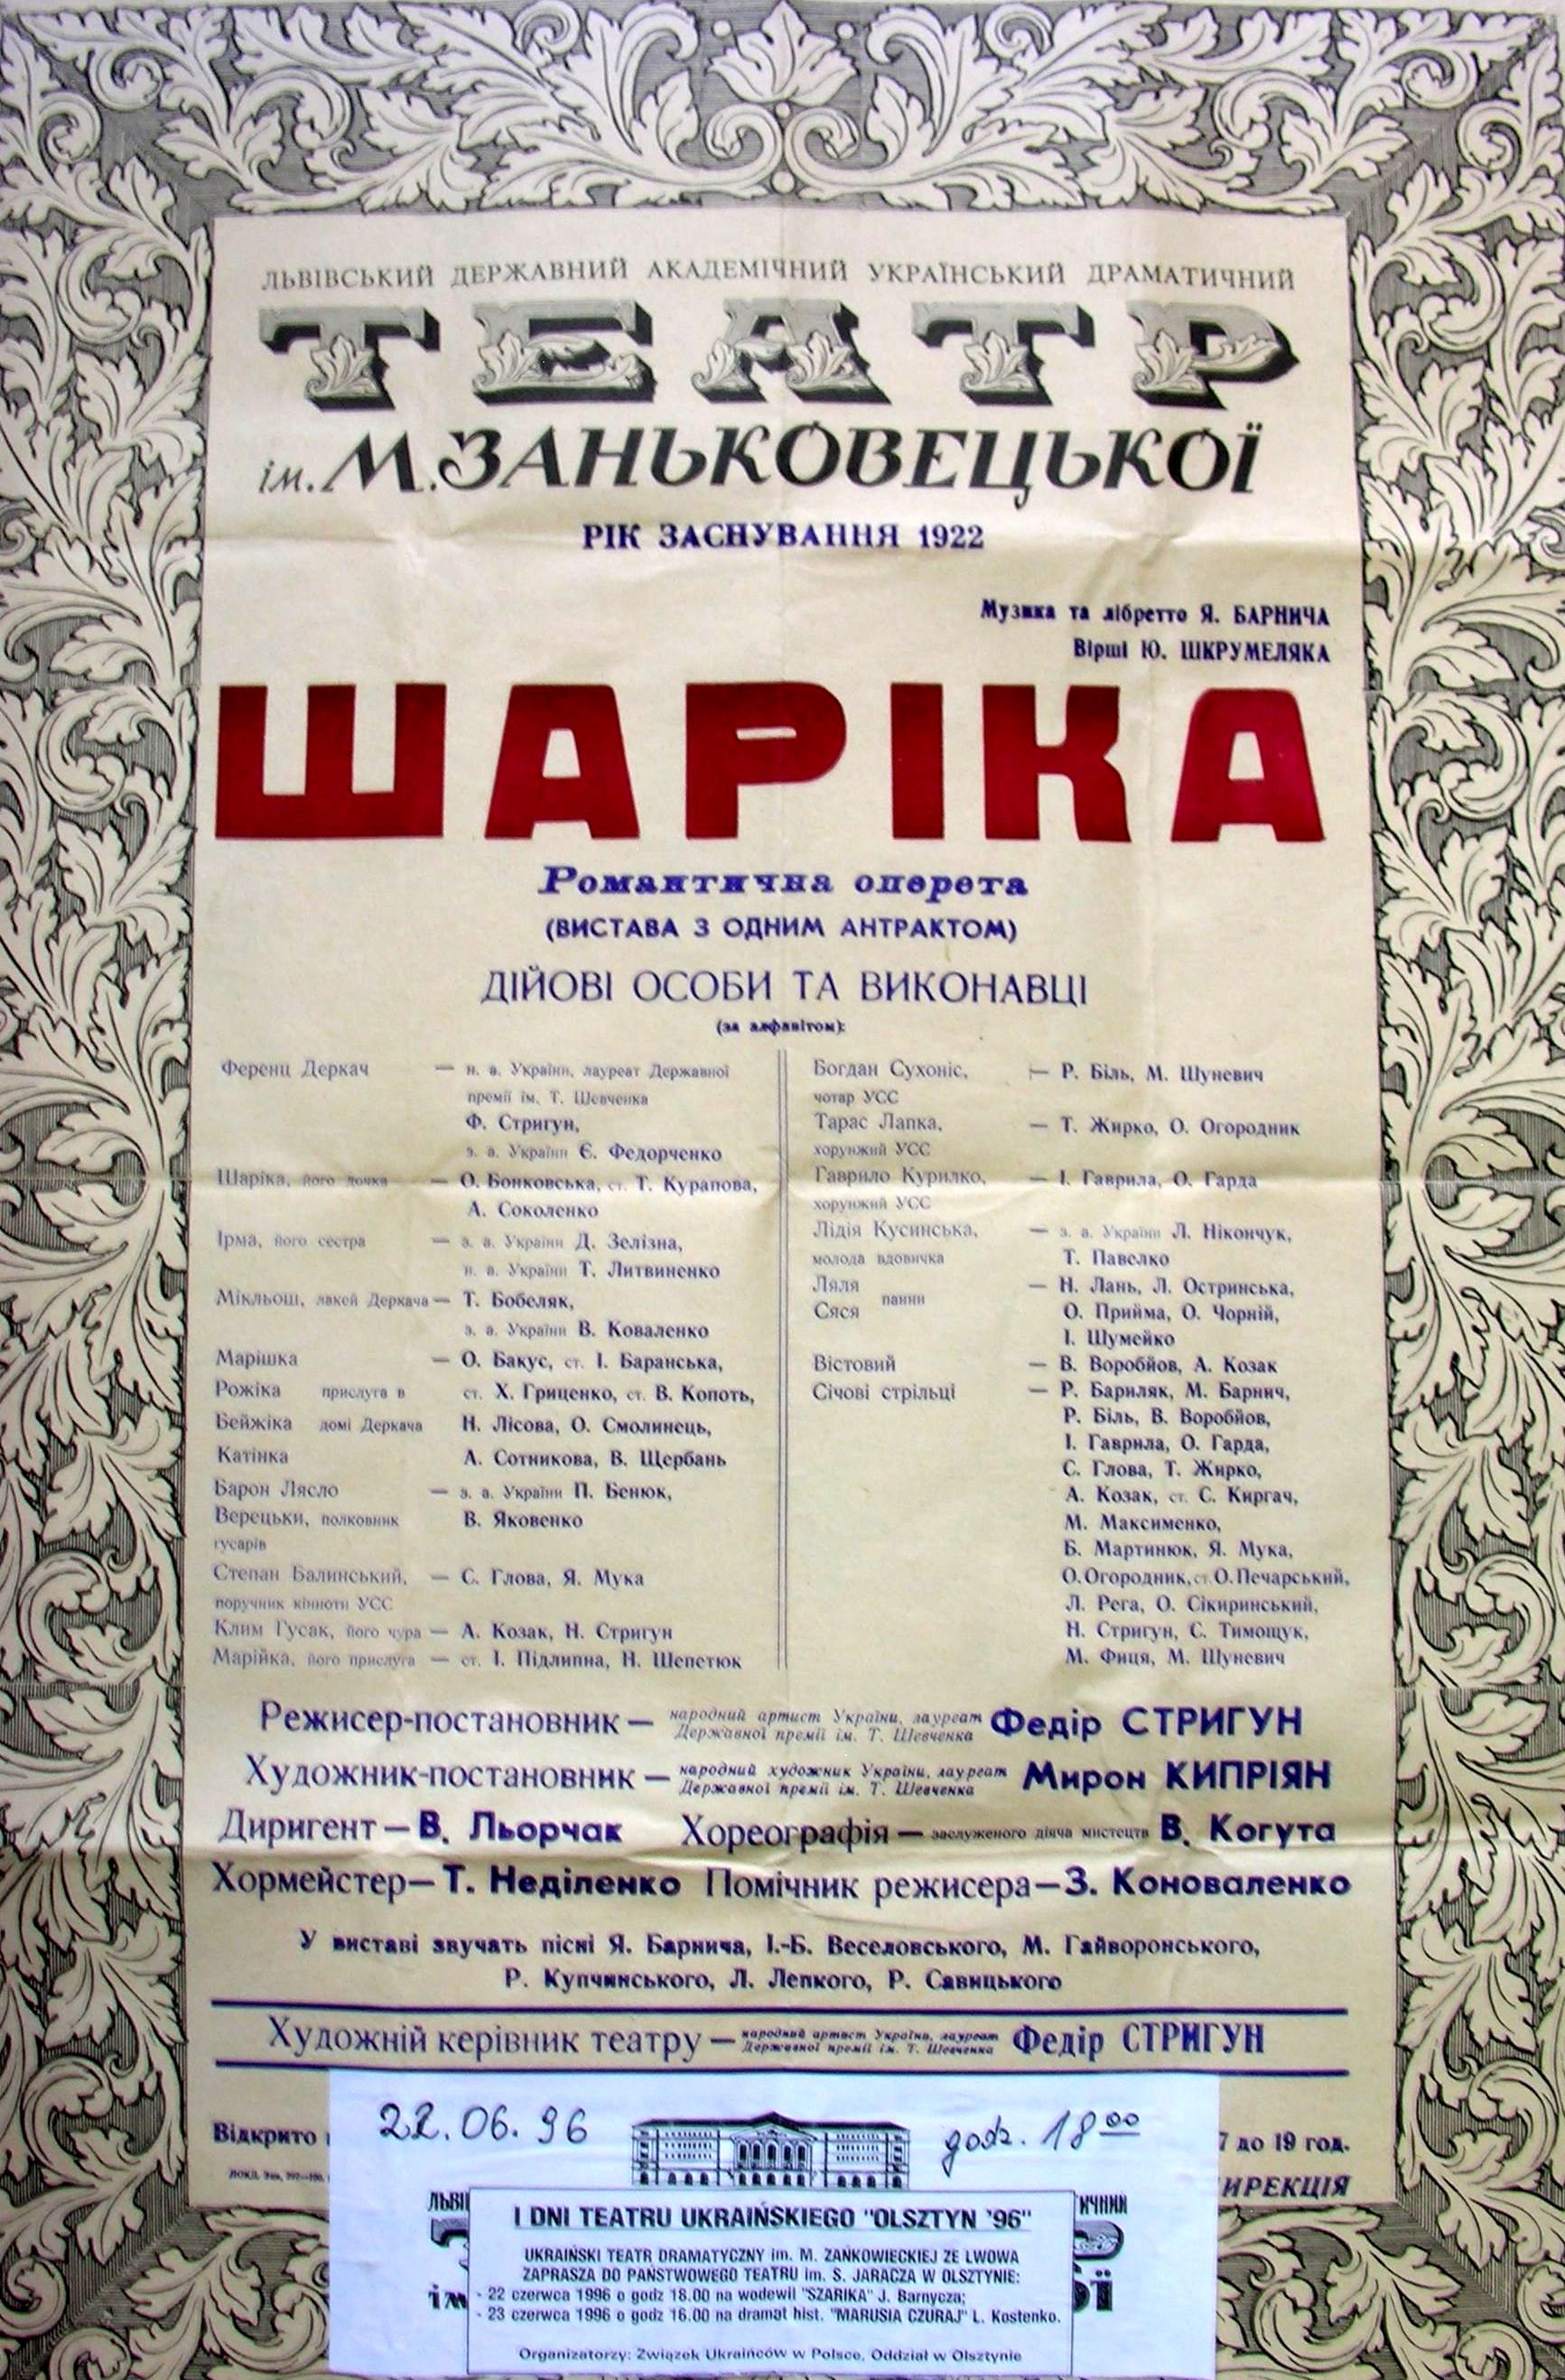 ЛЬВІВСЬКИЙ ДЕРЖАВНИЙ АКАДЕМІЧНИЙ УКРАЇНСЬКИЙ ДРАМАТИЧНИЙ
ТЕАТР
ім. М. ЗАНЬКОВЕЦЬКОЇ
РІК ЗАСНУВАННЯ 1922
Музика та лібретто Я. БАРНИЧА
Вірші Ю. ШКРУМЕЛЯКА
ШАРІКА
Романтична оперета
(ВИСТАВА З ОДНИМ АНТРАКТОМ)
ДІЙОВІ ОСОБИ ТА ВИКОНАВЦІ
(за алфавітом):
Ференц Деркач — н. а. України, лауреат Державної
премії ім. Т. Шевченка
Ф. Стригун,
з. а. України Є. Федорченко
Шаріка, його дочка — О. Бонковська, ст. Т. Курапова,
А. Соколенко
Ірма, його сестра — з. а. України Д. Зелізна,
н. а. України Т. Литвиненко
Мікльош, лакей Деркача — Т. Бобеляк,
з. а. України В. Коваленко
Марішка — О. Бакус, ст. І. Баранська,
Рожіка прислуга в ст. Х. Гриценко, ст. В. Копоть,
Бейжіка домі Деркача Н. Лісова, О. Смолинець,
Катінка А. Сотникова, В. Щербань
Барон Лясло — з. а. України П. Бенюк,
Верецьки, полковник В. Яковенко
гусарів
Степан Балинський, — С. Глова, Я. Мука
поручник кінноти УСС
Клим Гусак, його чура — А. Козак, Н. Стригун
Марійка, його прислуга — ст. І. Підлипна, Н. Шепетюк
Богдан Сухоніс, — Р. Біль, М. Шуневич
чотар УСС
Тарас Лапка, — Т. Жирко, О. Огородник
хорунжий УСС
Гаврило Курилко, — І. Гаврила, О. Гарда
хорунжий УСС
Лідія Кусинська, — з. а. України Л. Нікончук,
молода вдовичка Т. Павелко
Ляля — Н. Лань, Л. Остринська,
Сяся панни О. Прийма, О. Чорній,
І. Шумейко
Вістовий — В. Воробйов, А. Козак
Січові стрільці — Р. Бариляк, М. Барнич,
Р. Біль, В. Воробйов,
І. Гаврила, О. Гарда,
С. Глова, Т. Жирко,
А. Козак, ст. С. Киргач,
М. Максименко,
Б. Мартинюк, Я. Мука,
О. Огородник, ст. О. Печарський,
Л. Рега, О. Сікиринський,
Н. Стригун, С. Тимощук,
М. Фиця, М. Шуневич
Режисер-постановник — народний артист України, лауреат Державної премії ім. Т. Шевченка Федір СТРИГУН
Художник-постановник — народний художник України, лауреат Державної премії ім. Т. Шевченка Мирон КИПРІЯН
Диригент — В. Льорчак Хореографія — заслуженого діяча мистецтв В. Когута
Хормейстер — Т. Неділенко Помічник режисера — З. Коноваленко
У виставі звучать пісні Я. Барнича, І.-Б. Веселовського, М. Гайворонського,
Р. Купчинського, Л. Лепкого, Р. Савицького
Художній керівник театру — народний артист України, лауреат Державної премії ім. Т. Шевченка Федір СТРИГУН
Відкрито 7 до 19 год.
ИРЕКЦІЯ
22.06.96 godz. 18 00
ЛЬВІ ИЧНИЙ
ім
I DNI TEATRU UKRAIŃSKIEGO "OLSZTYN '96"
UKRAIŃSKI TEATR DRAMATYCZNY im. M. ZAŃKOWIECKIEJ ZE LWOWA
ZAPRASZA DO PAŃSTWOWEGO TEATRU im. S. JARACZA W OLSZTYNIE:
- 22 czerwca 1996 o godz 18.00 na wodewil "SZARIKA" J. Barnycza;
- 23 czerwca 1996 o godz 16.00 na dramat hist. "MARUSIA CZURAJ" L. Kostenko.
Organizatorzy: Związek Ukraińców w Polsce, Oddział w Olsztynie